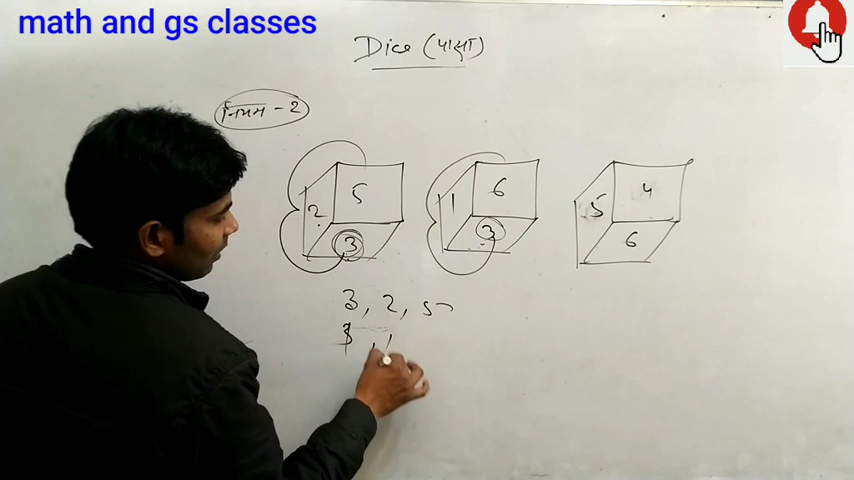 math and gs classes
Dice (पासा)
नियम - 2
5
2
3
6
1
3
4
5
6
3, 2, 5
3, ,